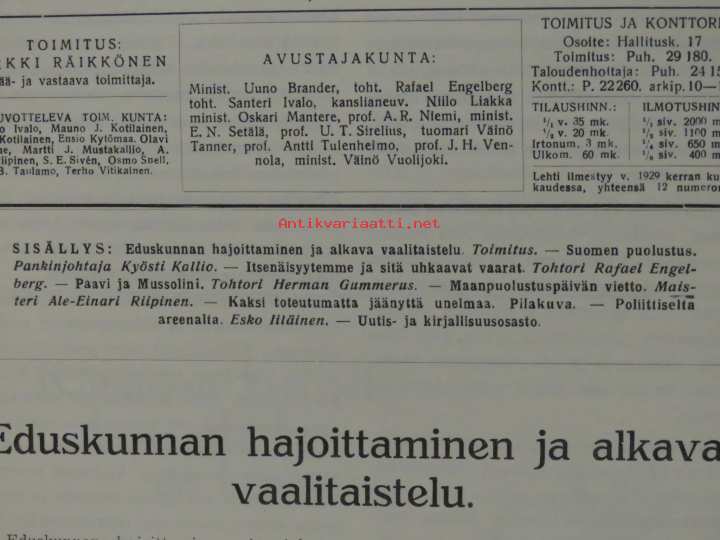 TOIMITUS:
RKKI RÄIKKÖNEN
ää- ja vastaava toimittaja.
UVOTTELEVA TOIM. KUNTA:
o Ivalo, Mauno J. Kotilainen,
Kotilainen, Ensio Kytömaa. Olavi
ne, Martti J. Mustakallio, A.
liipinen, S. E. Sivén, Osmo Snell,
B. Taulamo, Terho Vitikainen.
AVUSTAJAKUNTA:
Minist. Uuno Brander, toht. Rafael Engelberg
toht. Santeri Ivalo, kanslianeuv. Niilo Liakka
minist. Oskari Mantere, prof. A. R. Niemi, minist.
E. N. Setälä, prof. U. T. Sirelius, tuomari Väinö
Tanner, prof. Antti Tulenheimo, prof. J. H. Ven-
nola, minist. Väinö Vuolijoki.
TOIMITUS JA KONTTORI
Osoite: Hallitusk. 17
Toimitus: Puh. 29 180.
Taloudenhoitaja: Puh. 24 15
Kontt.: P. 22260. arkip. 10—1
TILAUSHINN.:
1/1 v. 35 mk.
1/2 v. 20 mk.
Irtonum. 3 mk.
Ulkom. 60 mk.
ILMOTUSHIN
1/1 siv. 2000 m
1/2 siv. 1100 m
1/4 siv. 650 m
1/8 siv. 400 m
Lehti ilmestyy v. 1929 kerran ku
kaudessa, yhteensä 12 numeron
Antikvariaatti.net
SISÄLLYS: Eduskunnan hajoittaminen ja alkava vaalitaistelu. Toimitus. — Suomen puolustus.
Pankinjohtaja Kyösti Kallio. — Itsenäisyytemme ja sitä uhkaavat vaarat. Tohtori Rafael Engel-
berg. — Paavi ja Mussolini. Tohtori Herman Gummerus. — Maanpuolustuspäivän vietto. Mais-
teri Ale-Einari Riipinen. — Kaksi toteutumatta jäänyttä unelmaa. Pilakuva. — Poliittiselta
areenalta. Esko Iiläinen. — Uutis- ja kirjallisuusosasto.
Eduskunnan hajoittaminen ja alkava
vaalitaistelu.